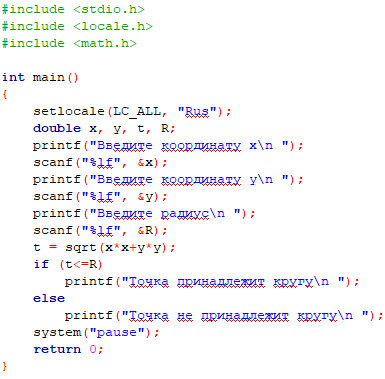 #include <stdio.h>
#include <locale.h>
#include <math.h>
int main()
{
setlocale(LC_ALL, "Rus");
double x, y, t, R;
printf("Введите координату x\n ");
scanf("%lf", &x);
printf("Введите координату y\n ");
scanf("%lf", &y);
printf("Введите радиус\n ");
scanf("%lf", &R);
t = sqrt(x*x+y*y);
if (t<=R)
printf("Точка принадлежит кругу\n ");
else
printf("Точка не принадлежит кругу\n ");
system("pause");
return 0;
}